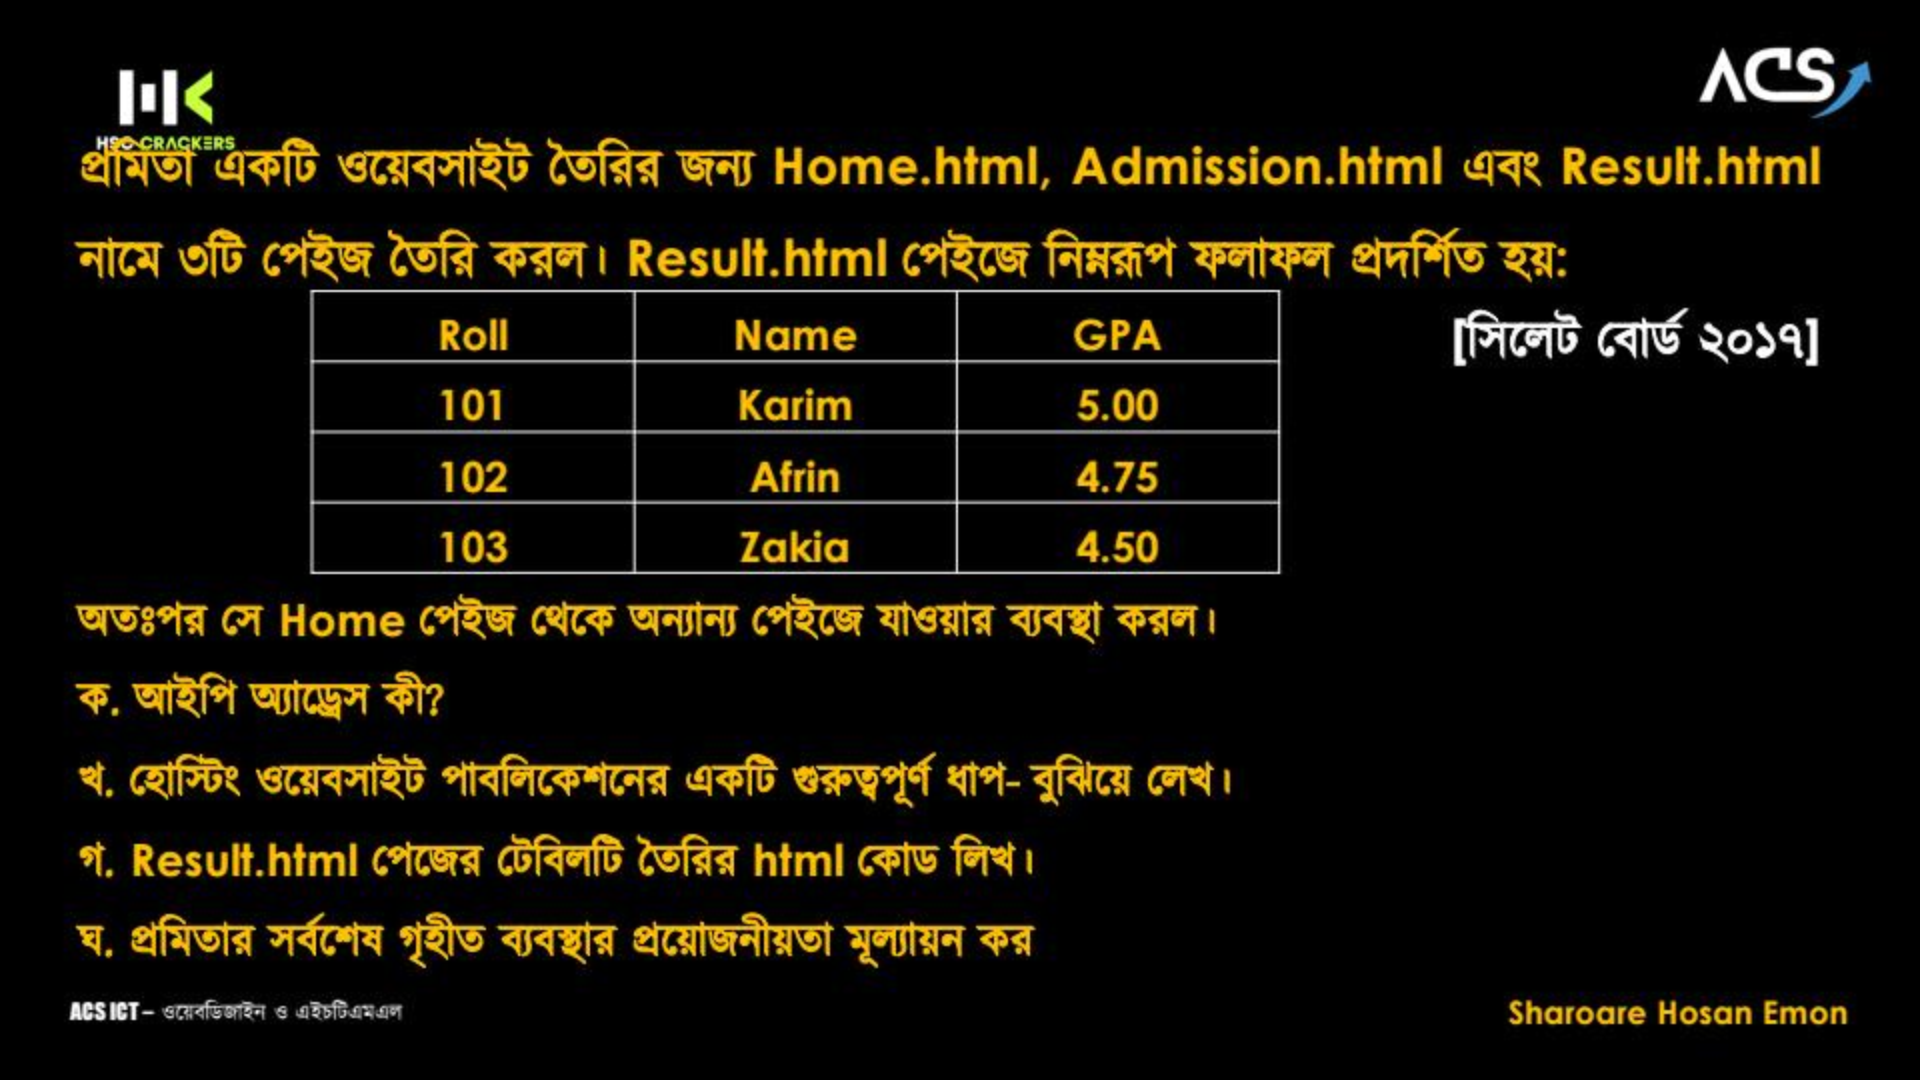 HSC CRACKERS
ACS
প্রমিতা একটি ওয়েবসাইট তৈরির জন্য Home.html, Admission.html এবং Result.html
নামে ৩টি পেইজ তৈরি করল। Result.html পেইজে নিম্নরূপ ফলাফল প্রদর্শিত হয়:
Roll Name GPA
[সিলেট বোর্ড ২০১৭]
101 Karim 5.00
102 Afrin 4.75
103 Zakia 4.50
অতঃপর সে Home পেইজ থেকে অন্যান্য পেইজে যাওয়ার ব্যবস্থা করল।
ক. আইপি অ্যাড্রেস কী?
খ. হোস্টিং ওয়েবসাইট পাবলিকেশনের একটি গুরুত্বপূর্ণ ধাপ- বুঝিয়ে লেখ।
গ. Result.html পেজের টেবিলটি তৈরির html কোড লিখ।
ঘ. প্রমিতার সর্বশেষ গৃহীত ব্যবস্থার প্রয়োজনীয়তা মূল্যায়ন কর
ACS ICT – ওয়েবডিজাইন ও এইচটিএমএল
Sharoare Hosan Emon